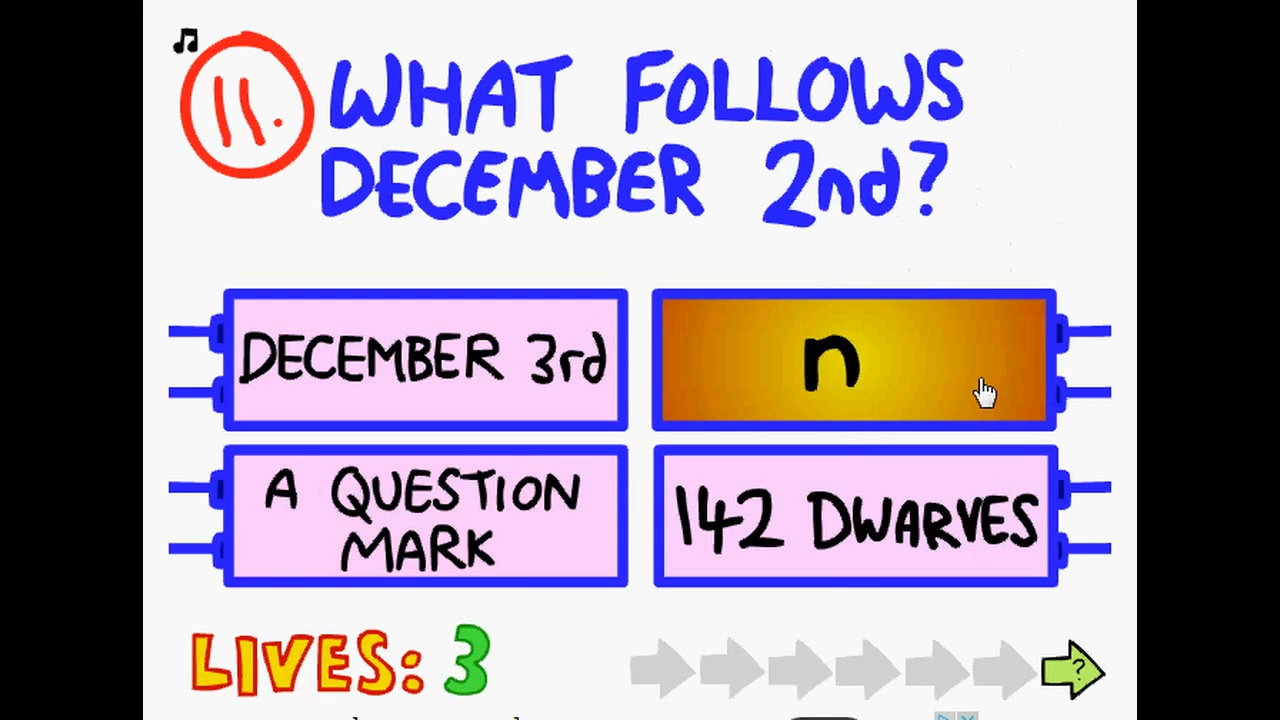 11. WHAT FOLLOWS
DECEMBER 2nd?
DECEMBER 3rd
n
A QUESTION
MARK
142 DWARVES
LIVES: 3
?